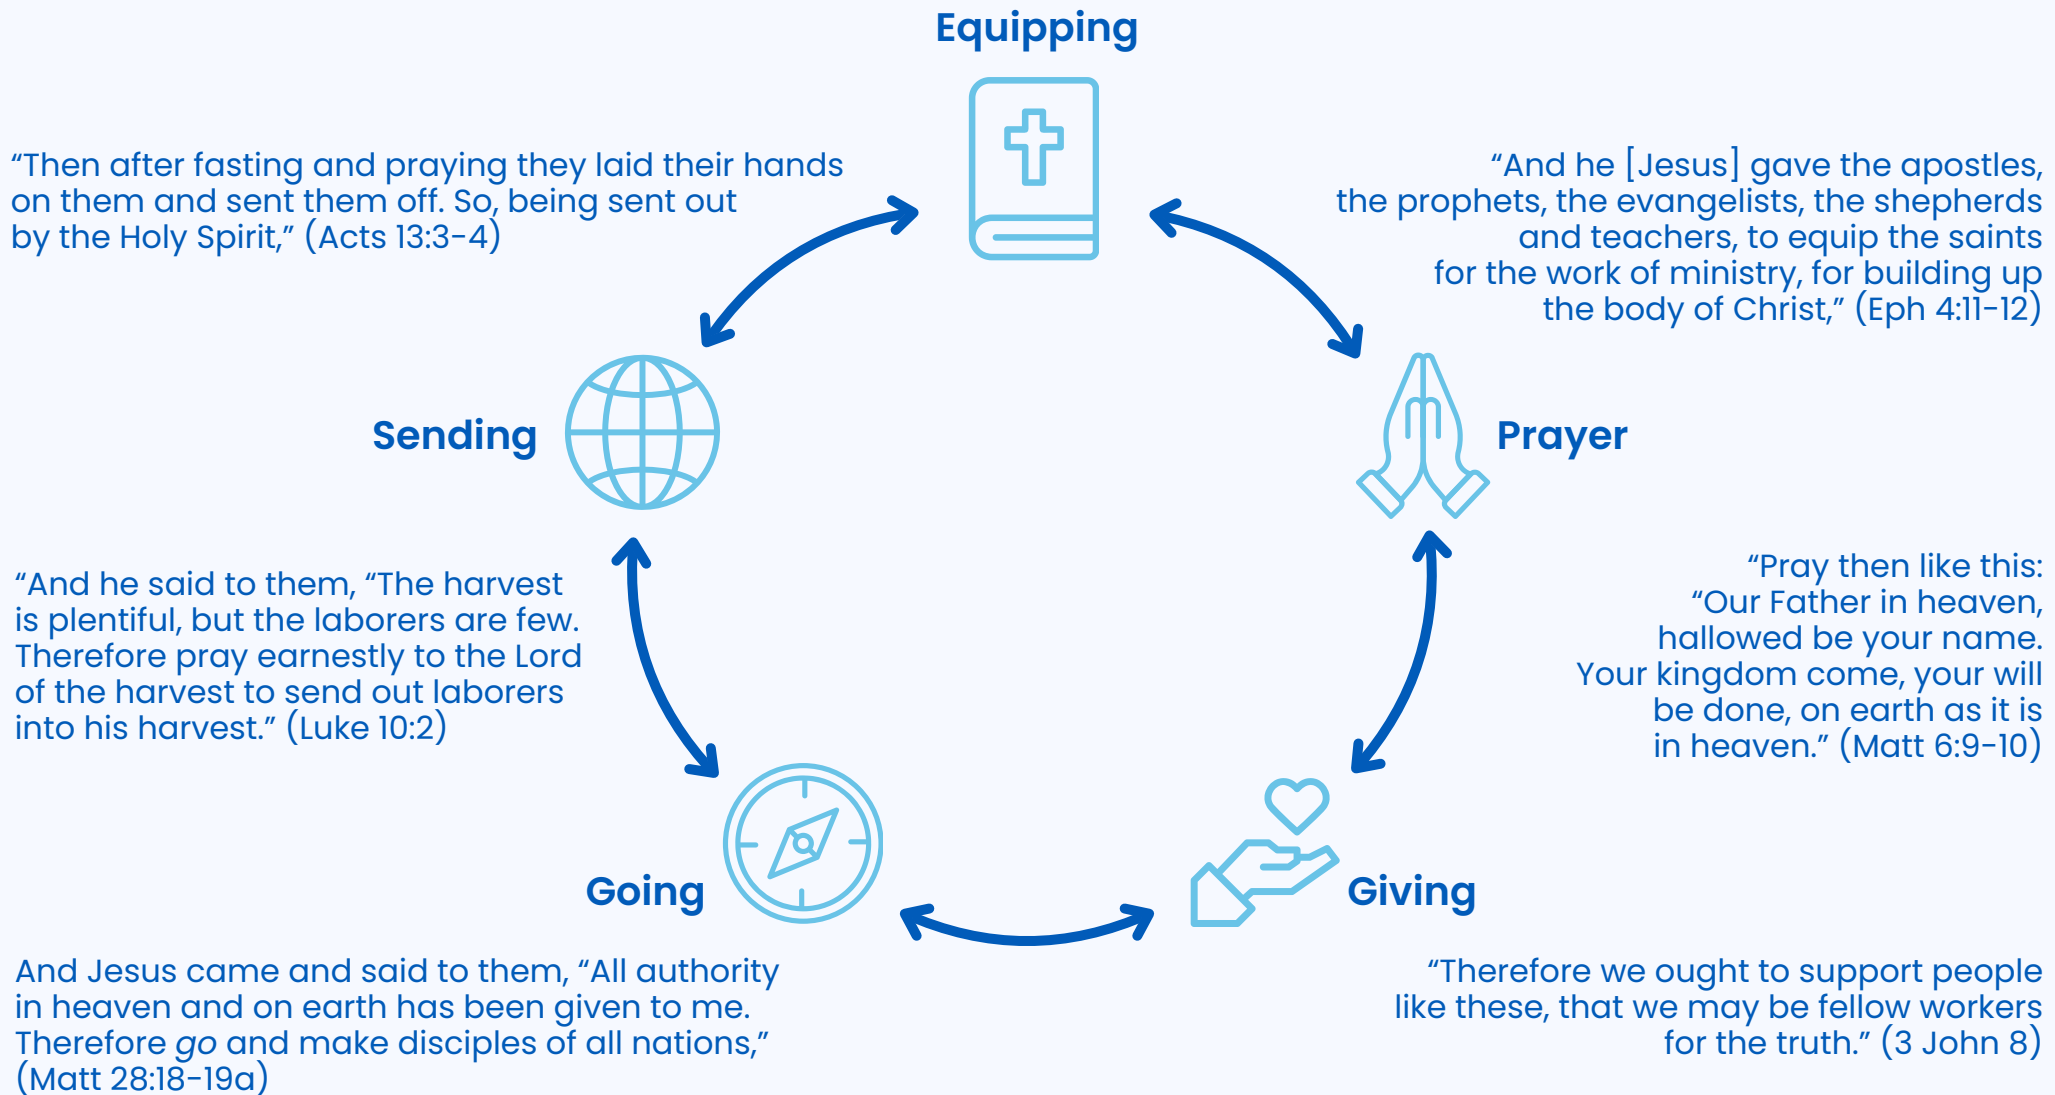 Equipping
“Then after fasting and praying they laid their hands
on them and sent them off. So, being sent out
by the Holy Spirit,” (Acts 13:3-4)
“And he [Jesus] gave the apostles,
the prophets, the evangelists, the shepherds
and teachers, to equip the saints
for the work of ministry, for building up
the body of Christ,” (Eph 4:11-12)
Sending
Prayer
“And he said to them, “The harvest
is plentiful, but the laborers are few.
Therefore pray earnestly to the Lord
of the harvest to send out laborers
into his harvest.” (Luke 10:2)
“Pray then like this:
“Our Father in heaven,
hallowed be your name.
Your kingdom come, your will
be done, on earth as it is
in heaven.” (Matt 6:9-10)
Going
Giving
And Jesus came and said to them, “All authority
in heaven and on earth has been given to me.
Therefore go and make disciples of all nations,”
(Matt 28:18-19a)
“Therefore we ought to support people
like these, that we may be fellow workers
for the truth.” (3 John 8)